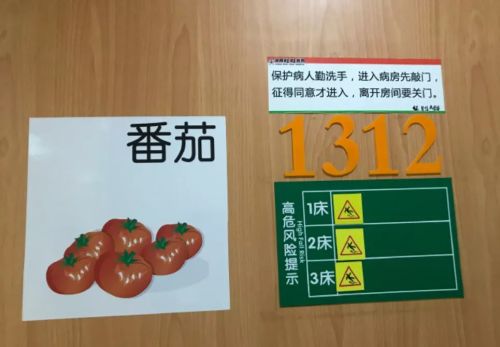 番茄
保护病人勤洗手，进入病房先敲门，
征得同意才进入，离开房间要关门。
1312
高危风险提示
High Fall Risk
1床
2床
3床